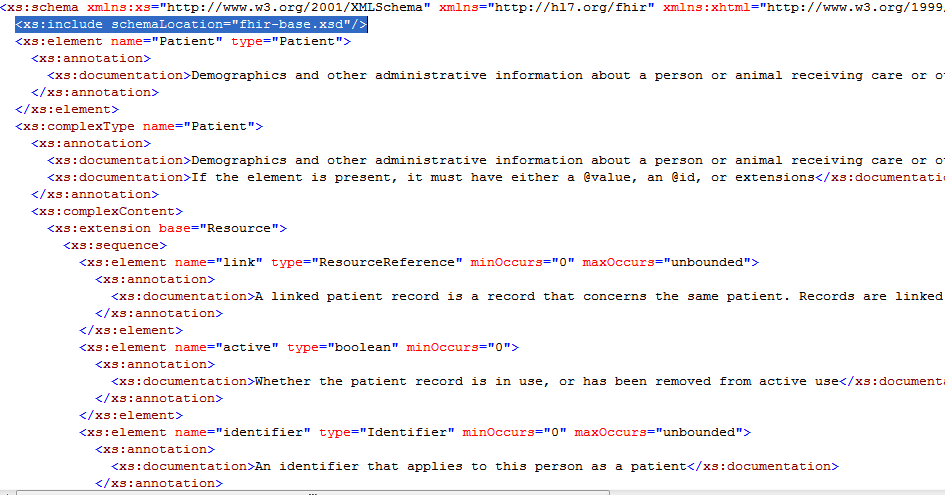 <xs:schema xmlns:xs="http://www.w3.org/2001/XMLSchema" xmlns="http://hl7.org/fhir" xmlns:xhtml="http://www.w3.org/1999/
<xs:include schemaLocation="fhir-base.xsd"/>
<xs:element name="Patient" type="Patient">
<xs:annotation>
<xs:documentation>Demographics and other administrative information about a person or animal receiving care or
</xs:annotation>
</xs:element>
<xs:complexType name="Patient">
<xs:annotation>
<xs:documentation>Demographics and other administrative information about a person or animal receiving care or
<xs:documentation>If the element is present, it must have either a @value, an @id, or extensions</xs:documentati
</xs:annotation>
<xs:complexContent>
<xs:extension base="Resource">
<xs:sequence>
<xs:element name="link" type="ResourceReference" minOccurs="0" maxOccurs="unbounded">
<xs:annotation>
<xs:documentation>A linked patient record is a record that concerns the same patient. Records are linked
</xs:annotation>
</xs:element>
<xs:element name="active" type="boolean" minOccurs="0">
<xs:annotation>
<xs:documentation>Whether the patient record is in use, or has been removed from active use</xs:documenta
</xs:annotation>
</xs:element>
<xs:element name="identifier" type="Identifier" minOccurs="0" maxOccurs="unbounded">
<xs:annotation>
<xs:documentation>An identifier that applies to this person as a patient</xs:documentation>
</xs:annotation>